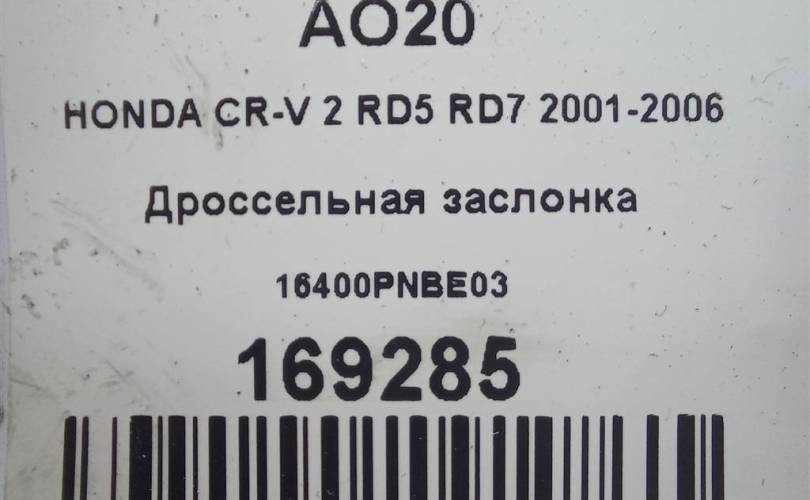 AO20
HONDA CR-V 2 RD5 RD7 2001-2006
Дроссельная заслонка
16400PNBE03
169285